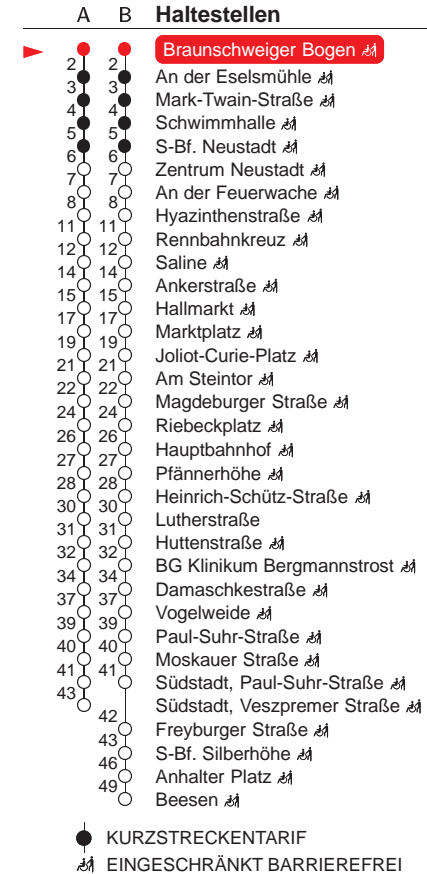 A B Haltestellen
Braunschweiger Bogen
2 2 An der Eselsmühle
3 3 Mark-Twain-Straße
4 4 Schwimmhalle
5 5 S-Bf. Neustadt
6 6 Zentrum Neustadt
7 7 An der Feuerwache
8 8 Hyazinthenstraße
11 11 Rennbahnkreuz
12 12 Saline
14 14 Ankerstraße
15 15 Hallmarkt
17 17 Marktplatz
19 19 Joliot-Curie-Platz
21 21 Am Steintor
22 22 Magdeburger Straße
24 24 Riebeckplatz
26 26 Hauptbahnhof
27 27 Pfännerhöhe
28 28 Heinrich-Schütz-Straße
30 30 Lutherstraße
31 31 Huttenstraße
32 32 BG Klinikum Bergmannstrost
34 34 Damaschkestraße
37 37 Vogelweide
39 39 Paul-Suhr-Straße
40 40 Moskauer Straße
41 41 Südstadt, Paul-Suhr-Straße
43 Südstadt, Veszpremer Straße
42 Freyburger Straße
43 S-Bf. Silberhöhe
46 Anhalter Platz
49 Beesen
KURZSTRECKENTARIF
EINGESCHRÄNKT BARRIEREFREI